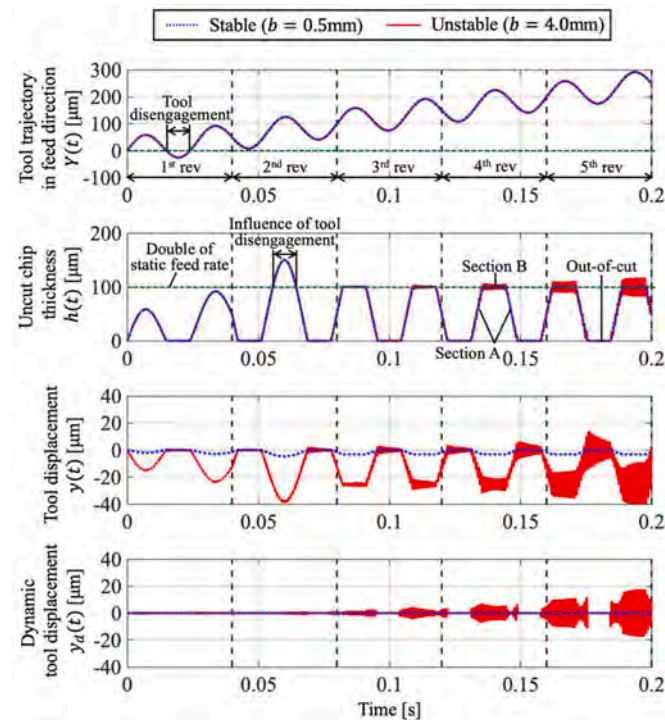 Stable (b = 0.5mm) Unstable (b = 4.0mm)
Tool trajectory
in feed direction
Y(t) [μm]
300
200
100
0
-100
Tool
disengagement
1st rev
2nd rev
3rd rev
4th rev
5th rev
0
0.05
0.1
0.15
0.2
Uncut chip
thickness
h(t) [μm]
200
100
0
Influence of tool
disengagement
Double of
static feed rate
Section B
Out-of-cut
Section A
0
0.05
0.1
0.15
0.2
Tool displacement
y(t) [μm]
40
20
0
-20
-40
0
0.05
0.1
0.15
0.2
Dynamic
tool displacement
yd(t) [μm]
40
20
0
-20
-40
0
0.05
0.1
0.15
0.2
Time [s]